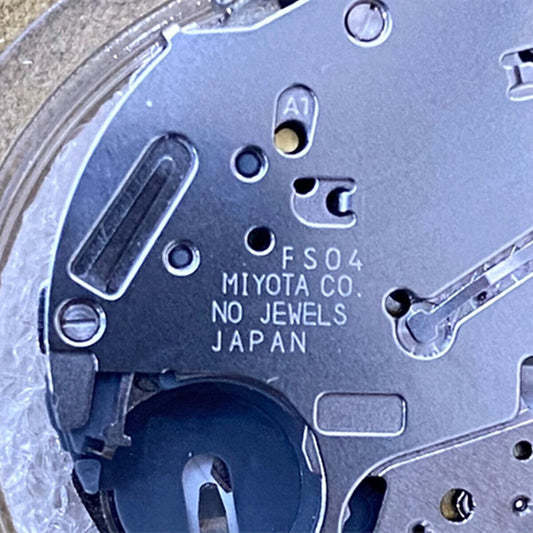 A1
FS04
MIYOTA CO.
NO JEWELS
JAPAN